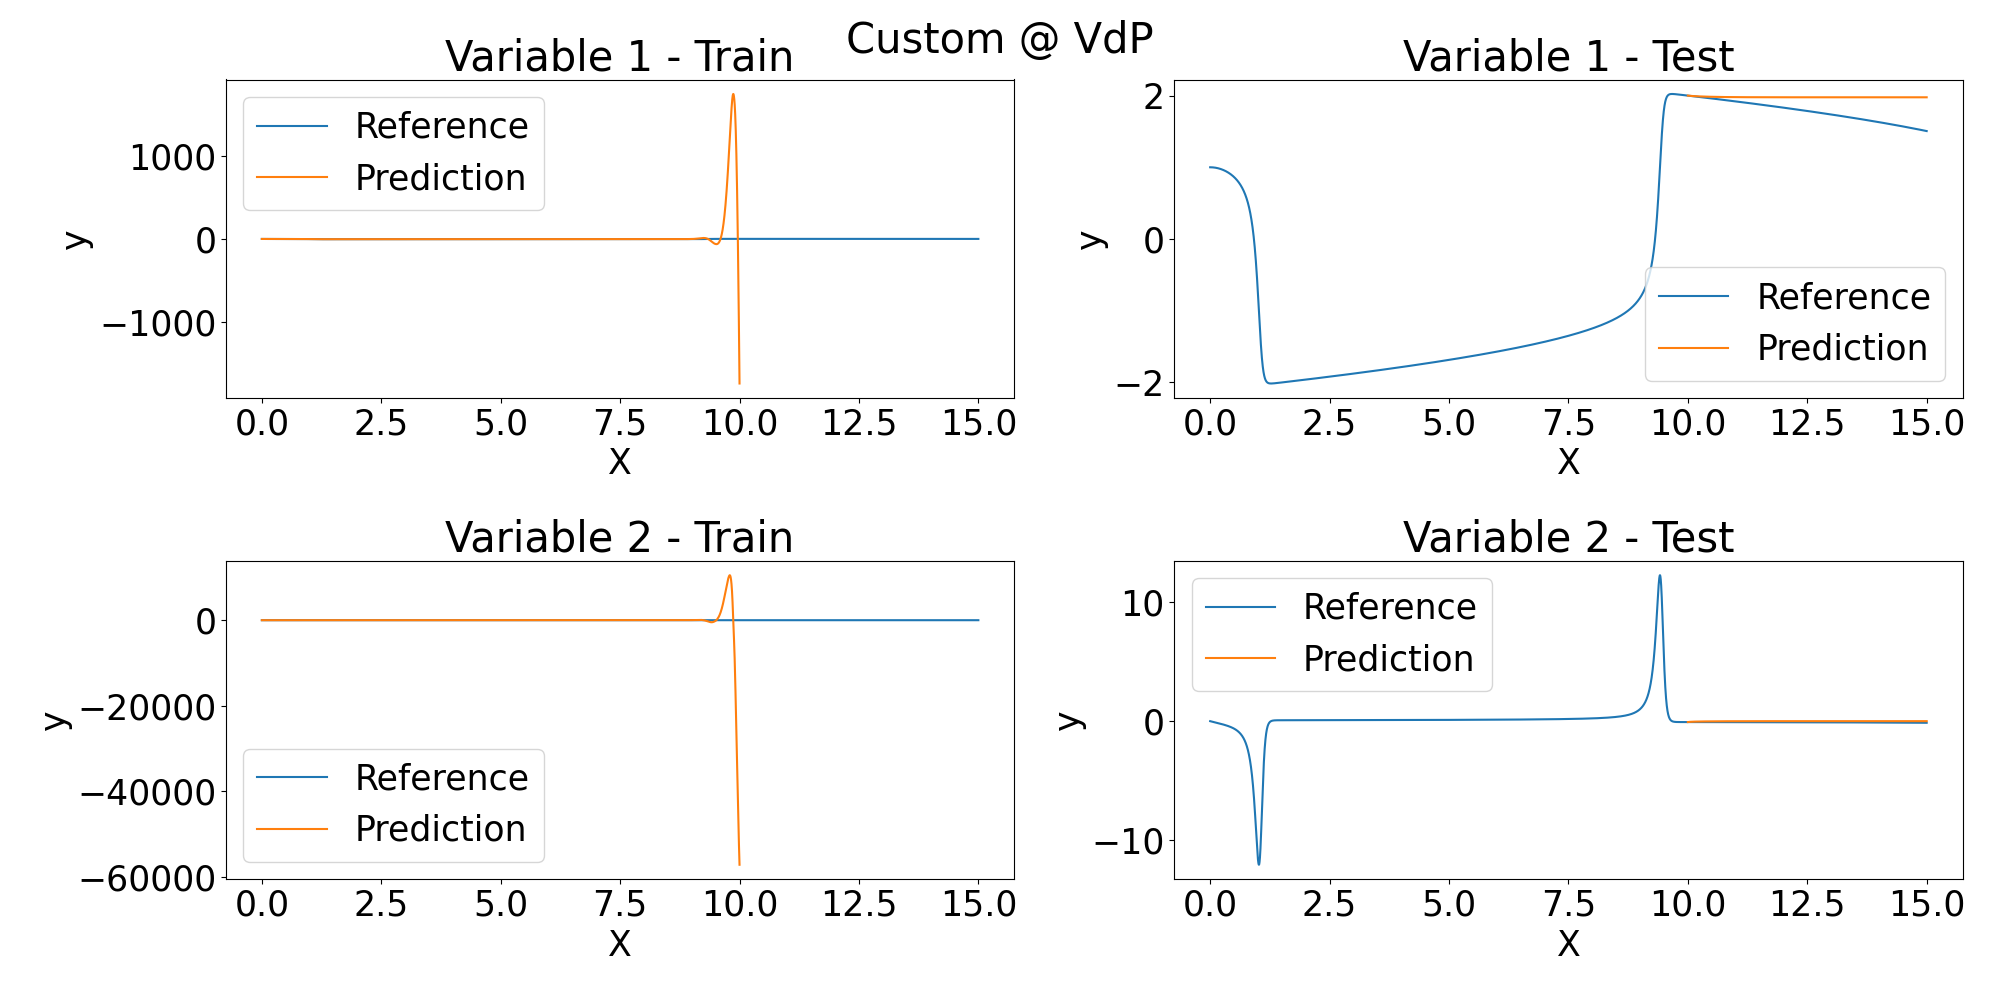 Custom @ VdP
Variable 1 - Train
Reference
Prediction
1000
0
−1000
y
0.0 2.5 5.0 7.5 10.0 12.5 15.0
X
Variable 1 - Test
2
0
−2
y
Reference
Prediction
0.0 2.5 5.0 7.5 10.0 12.5 15.0
X
Variable 2 - Train
0
−20000
−40000
−60000
y
Reference
Prediction
0.0 2.5 5.0 7.5 10.0 12.5 15.0
X
Variable 2 - Test
Reference
Prediction
10
0
−10
y
0.0 2.5 5.0 7.5 10.0 12.5 15.0
X